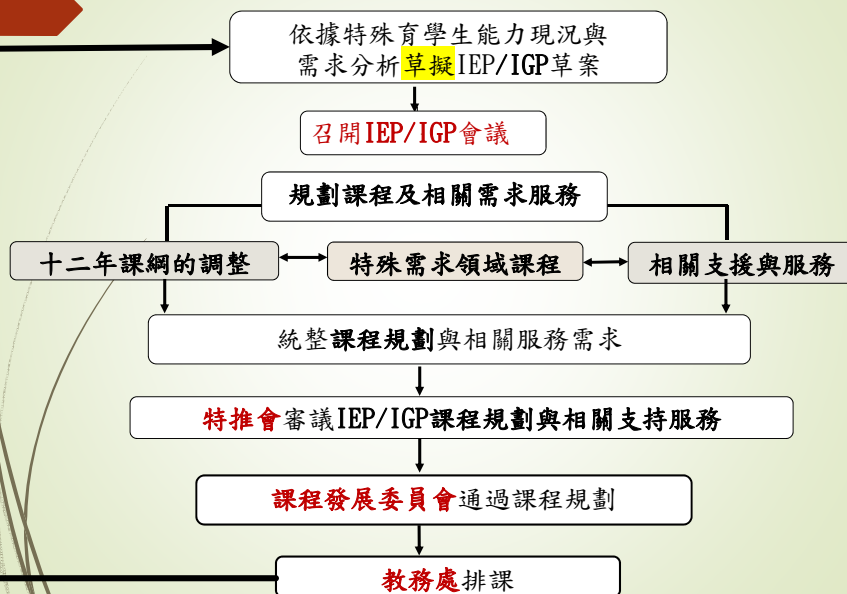 依據特殊育學生能力現況與
需求分析草擬IEP/IGP草案
召開IEP/IGP會議
規劃課程及相關需求服務
十二年課綱的調整
特殊需求領域課程
相關支援與服務
統整課程規劃與相關服務需求
特推會審議IEP/IGP課程規劃與相關支持服務
課程發展委員會通過課程規劃
教務處排課